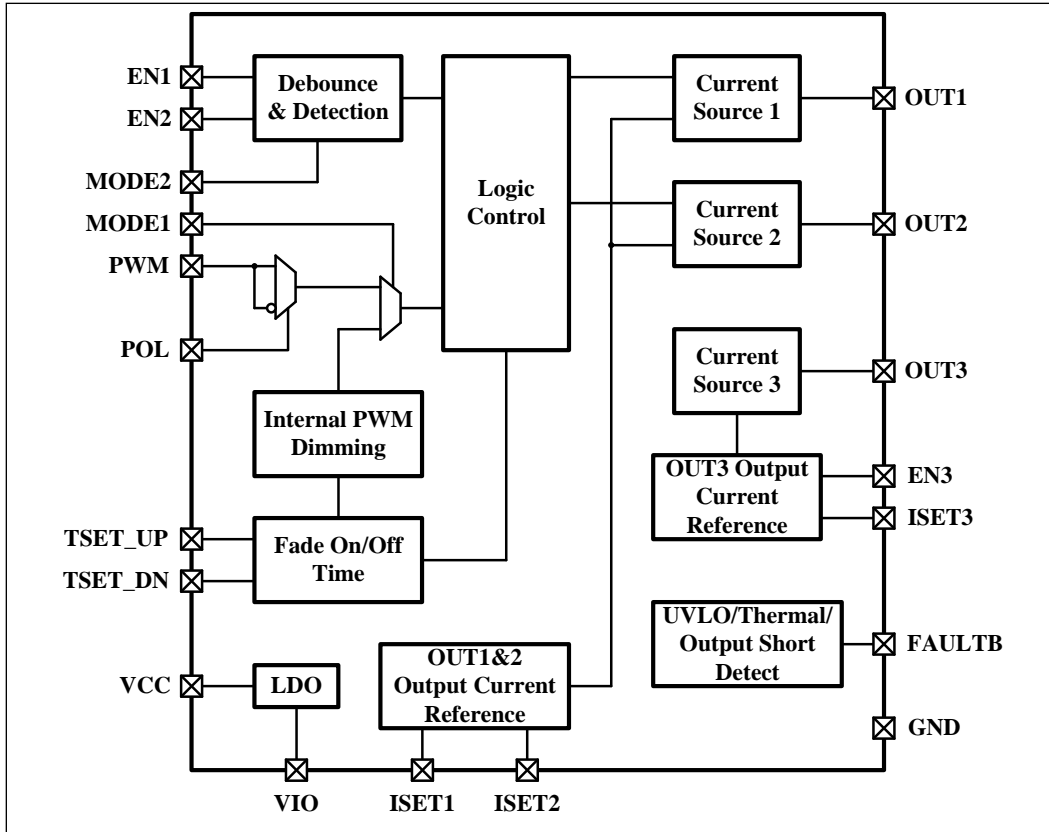 EN1
EN2
MODE2
MODE1
PWM
POL
TSET_UP
TSET_DN
VCC
Debounce
& Detection
Logic
Control
Internal PWM
Dimming
Fade On/Off
Time
LDO
OUT1&2
Output Current
Reference
Current
Source 1
Current
Source 2
Current
Source 3
OUT3 Output
Current
Reference
UVLO/Thermal/
Output Short
Detect
OUT1
OUT2
OUT3
EN3
ISET3
FAULTB
GND
VIO
ISET1
ISET2